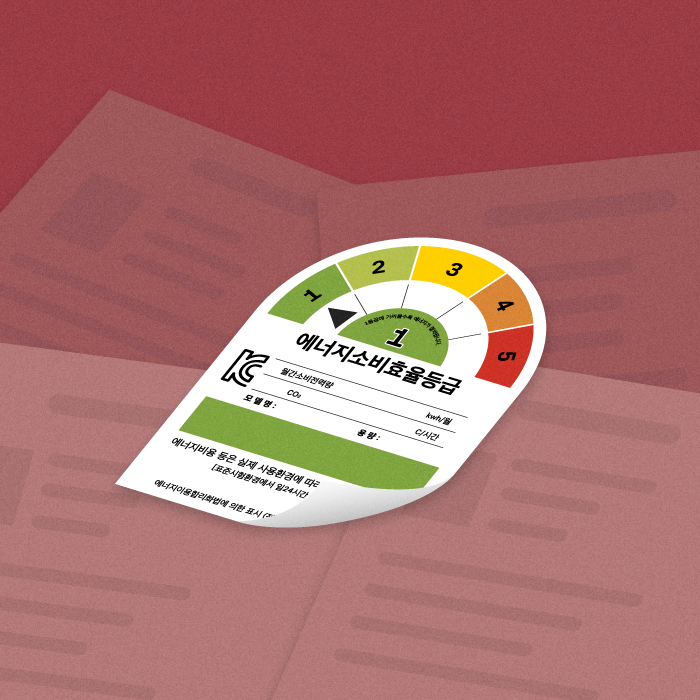 1 2 3 4 5
1등급에 가까울수록 에너지가 절약됩니다.
1
에너지소비효율등급
월간소비전력량 kwh/월
CO₂ C/시간
모델명: 용량:
에너지비용 등은 실제 사용환경에 따라
[표준시험환경에서 일24시간
에너지이용합리화법에 의한 표시